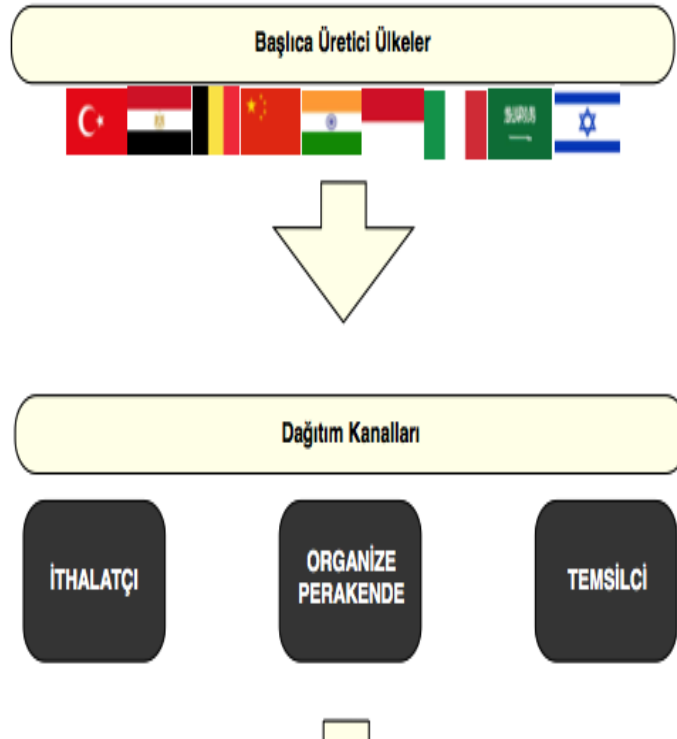 Başlıca Üretici Ülkeler
Dağıtım Kanalları
İTHALATÇI
ORGANİZE
PERAKENDE
TEMSİLCİ